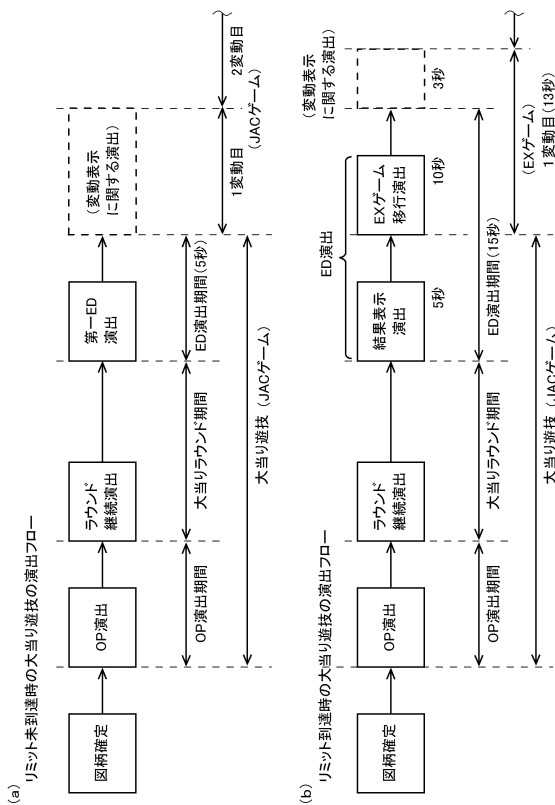 (a)
リミット未到達時の大当り遊技の演出フロー
図柄確定
OP演出
ラウンド
継続演出
第一ED
演出
(変動表示
に関する演出)
OP演出期間
大当りラウンド期間
ED演出期間(5秒)
1変動目
2変動目
(JACゲーム)
大当り遊技(JACゲーム)
(b)
リミット到達時の大当り遊技の演出フロー
ED演出
(変動表示
に関する演出)
図柄確定
OP演出
ラウンド
継続演出
結果表示
演出
EXゲーム
移行演出
5秒
10秒
3秒
OP演出期間
大当りラウンド期間
ED演出期間(15秒)
(EXゲーム)
1変動目(13秒)
大当り遊技(JACゲーム)